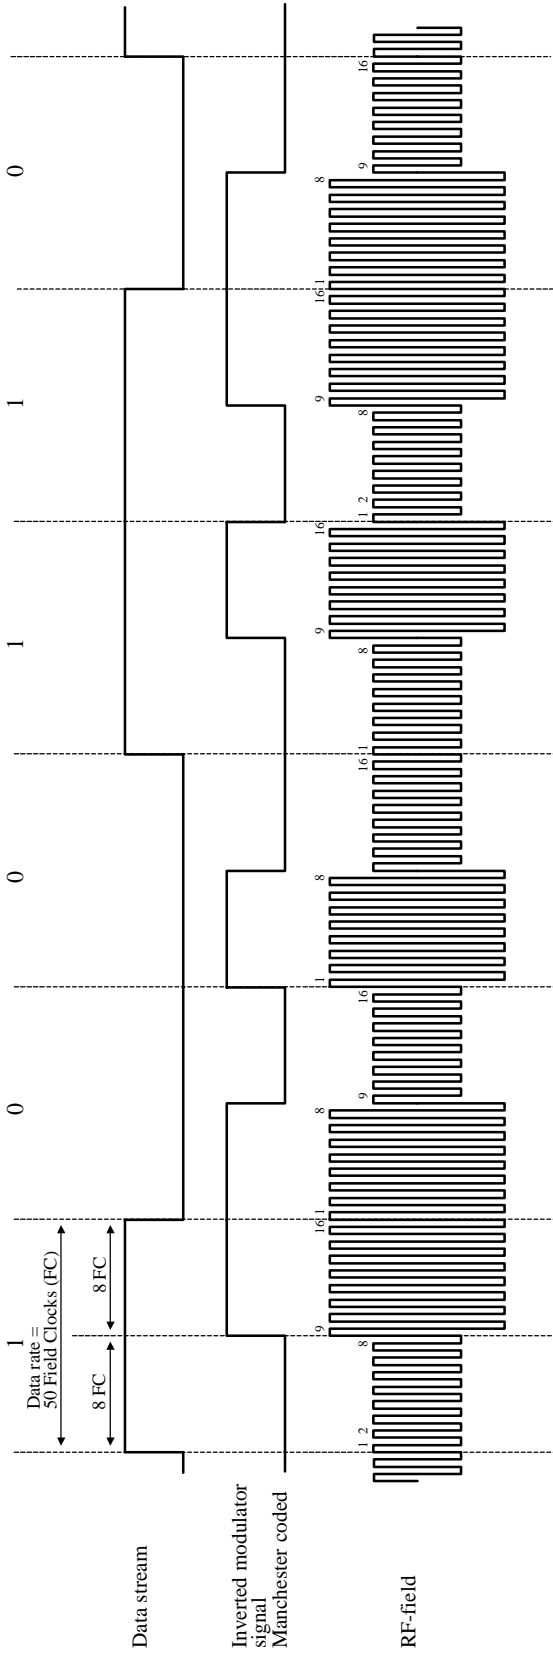 1 0 0 1 1 0
Data rate =
50 Field Clocks (FC)
8 FC 8 FC
Data stream
Inverted modulator
signal
Manchester coded
1 2 8 9 16 1 8 9 16 1 8 16 1 8 9 16 1 2 8 9 16 1 8 9 16
RF-field